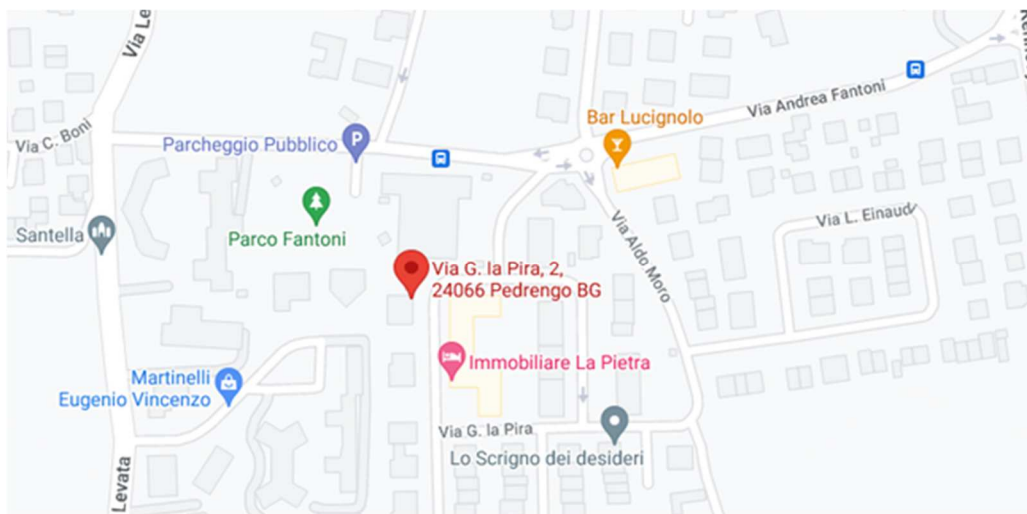 Via Le
Via C. Boni
Parcheggio Pubblico
P
Bar Lucignolo
Via Andrea Fantoni
Santella
Parco Fantoni
Via Aldo Moro
Via L. Einaud
Via G. la Pira, 2,
24066 Pedrengo BG
Immobiliare La Pietra
Martinelli
Eugenio Vincenzo
Via G. la Pira
Lo Scrigno dei desideri
Levata